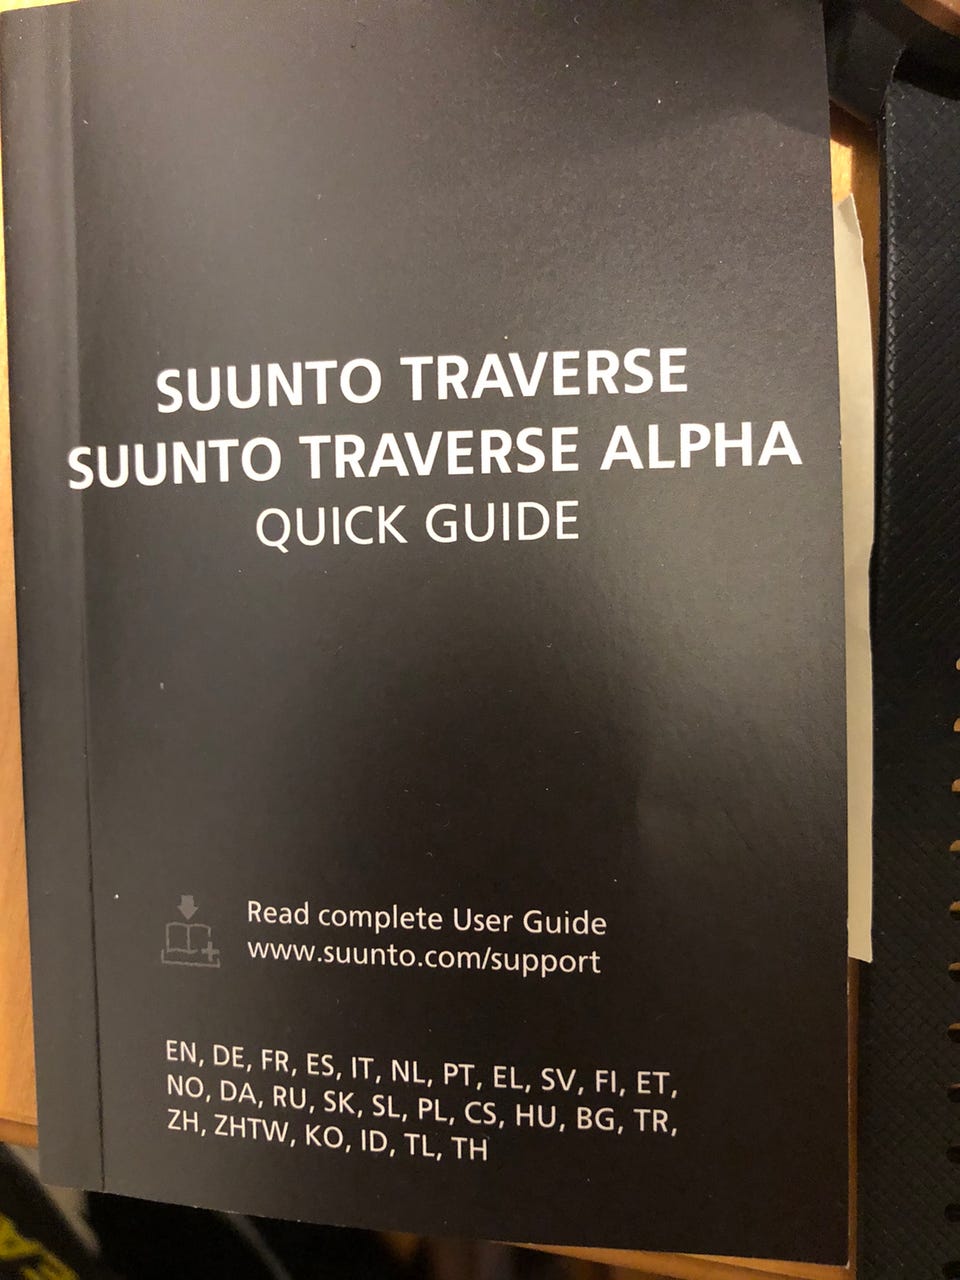 SUUNTO TRAVERSE
SUUNTO TRAVERSE ALPHA
QUICK GUIDE
Read complete User Guide
www.suunto.com/support
EN, DE, FR, ES, IT, NL, PT, EL, SV, FI, ET,
NO, DA, RU, SK, SL, PL, CS, HU, BG, TR,
ZH, ZHTW, KO, ID, TL, TH